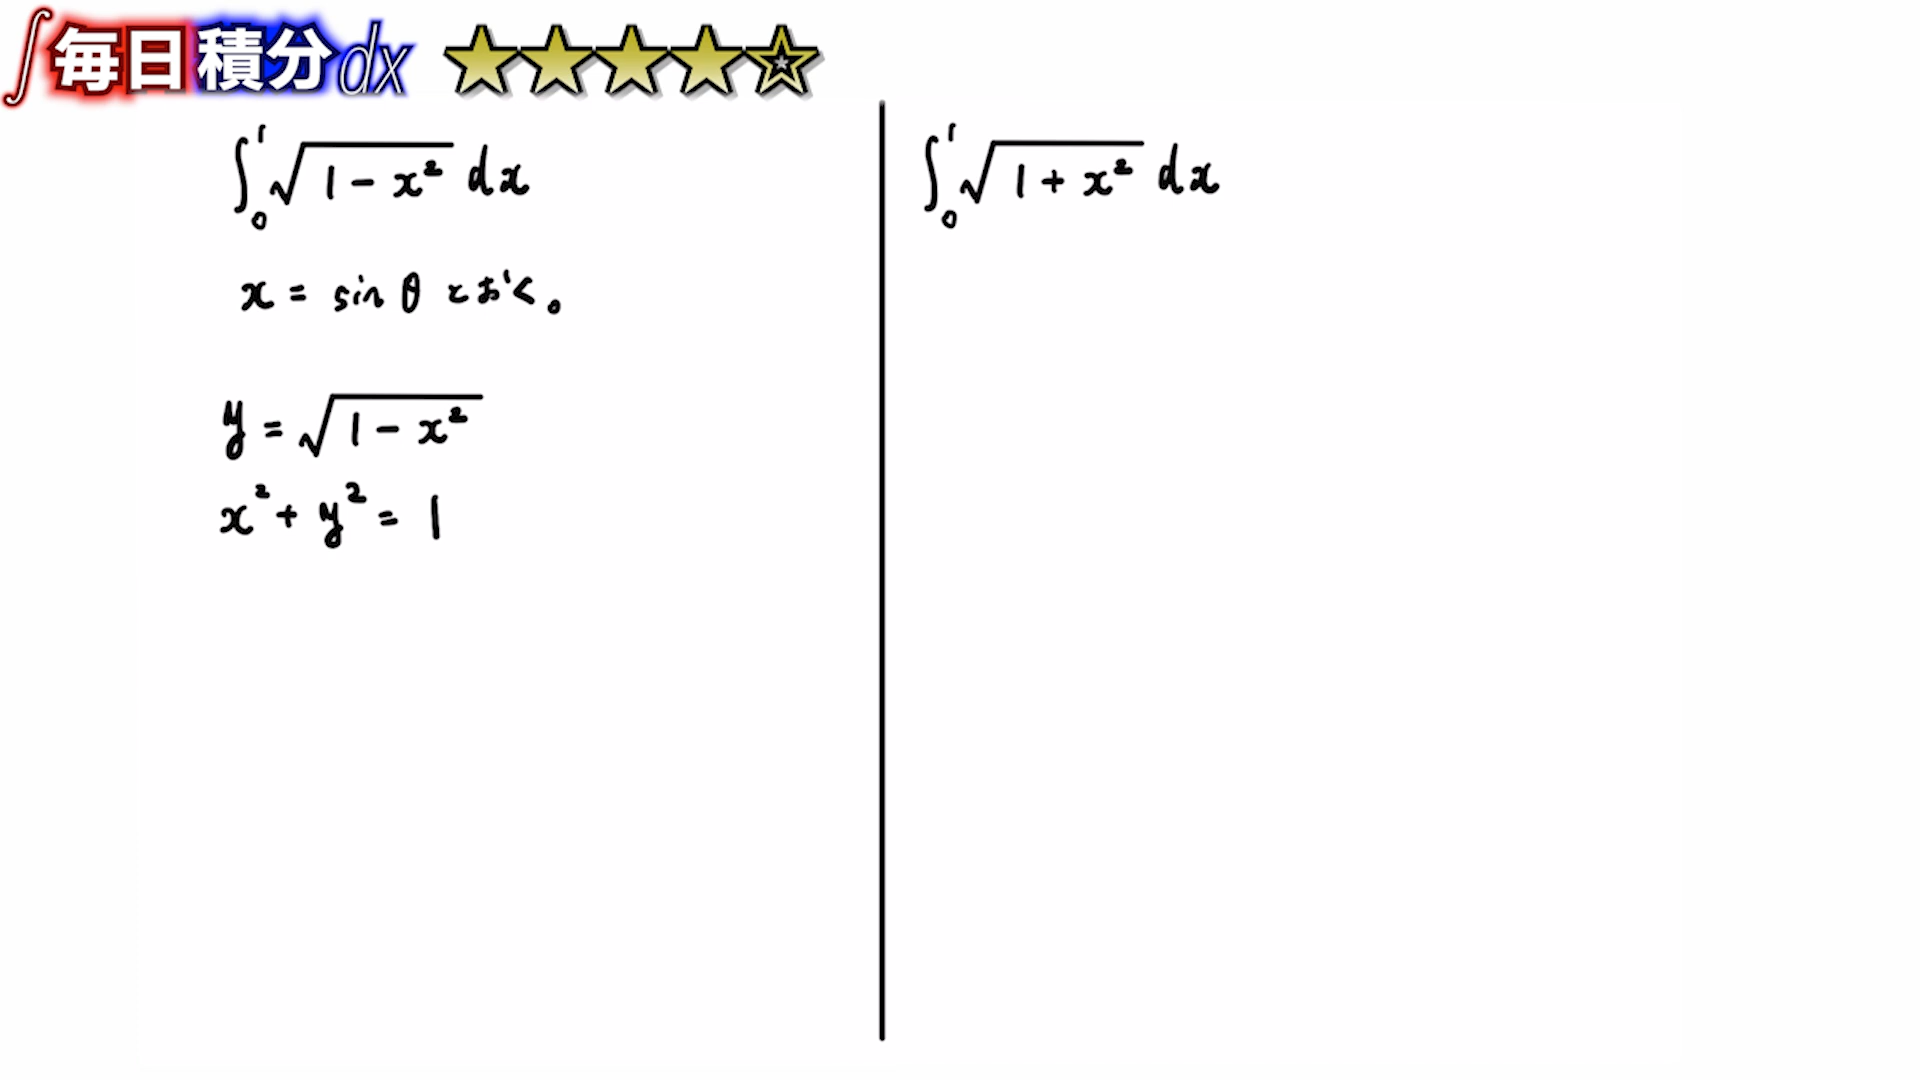 ∫毎日積分dx
∫₀¹ √(1 - x²) dx
x = sin θ とおく。
y = √(1 - x²)
x² + y² = 1
∫₀¹ √(1 + x²) dx